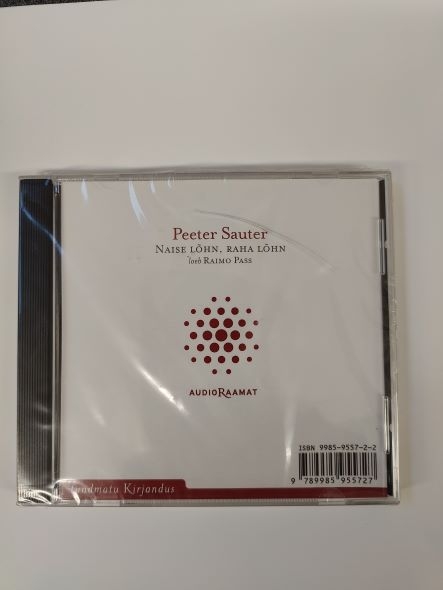 Peeter Sauter
NAISE LÕHN, RAHA LÕHN
loeb RAIMO PASS
AUDIORAAMAT
ISBN 9985-9557-2-2
9 789985 955727
Kirjandus